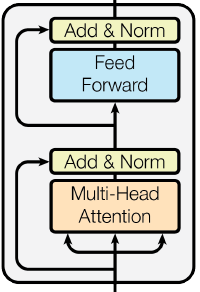 Add & Norm
Feed
Forward
Add & Norm
Multi-Head
Attention